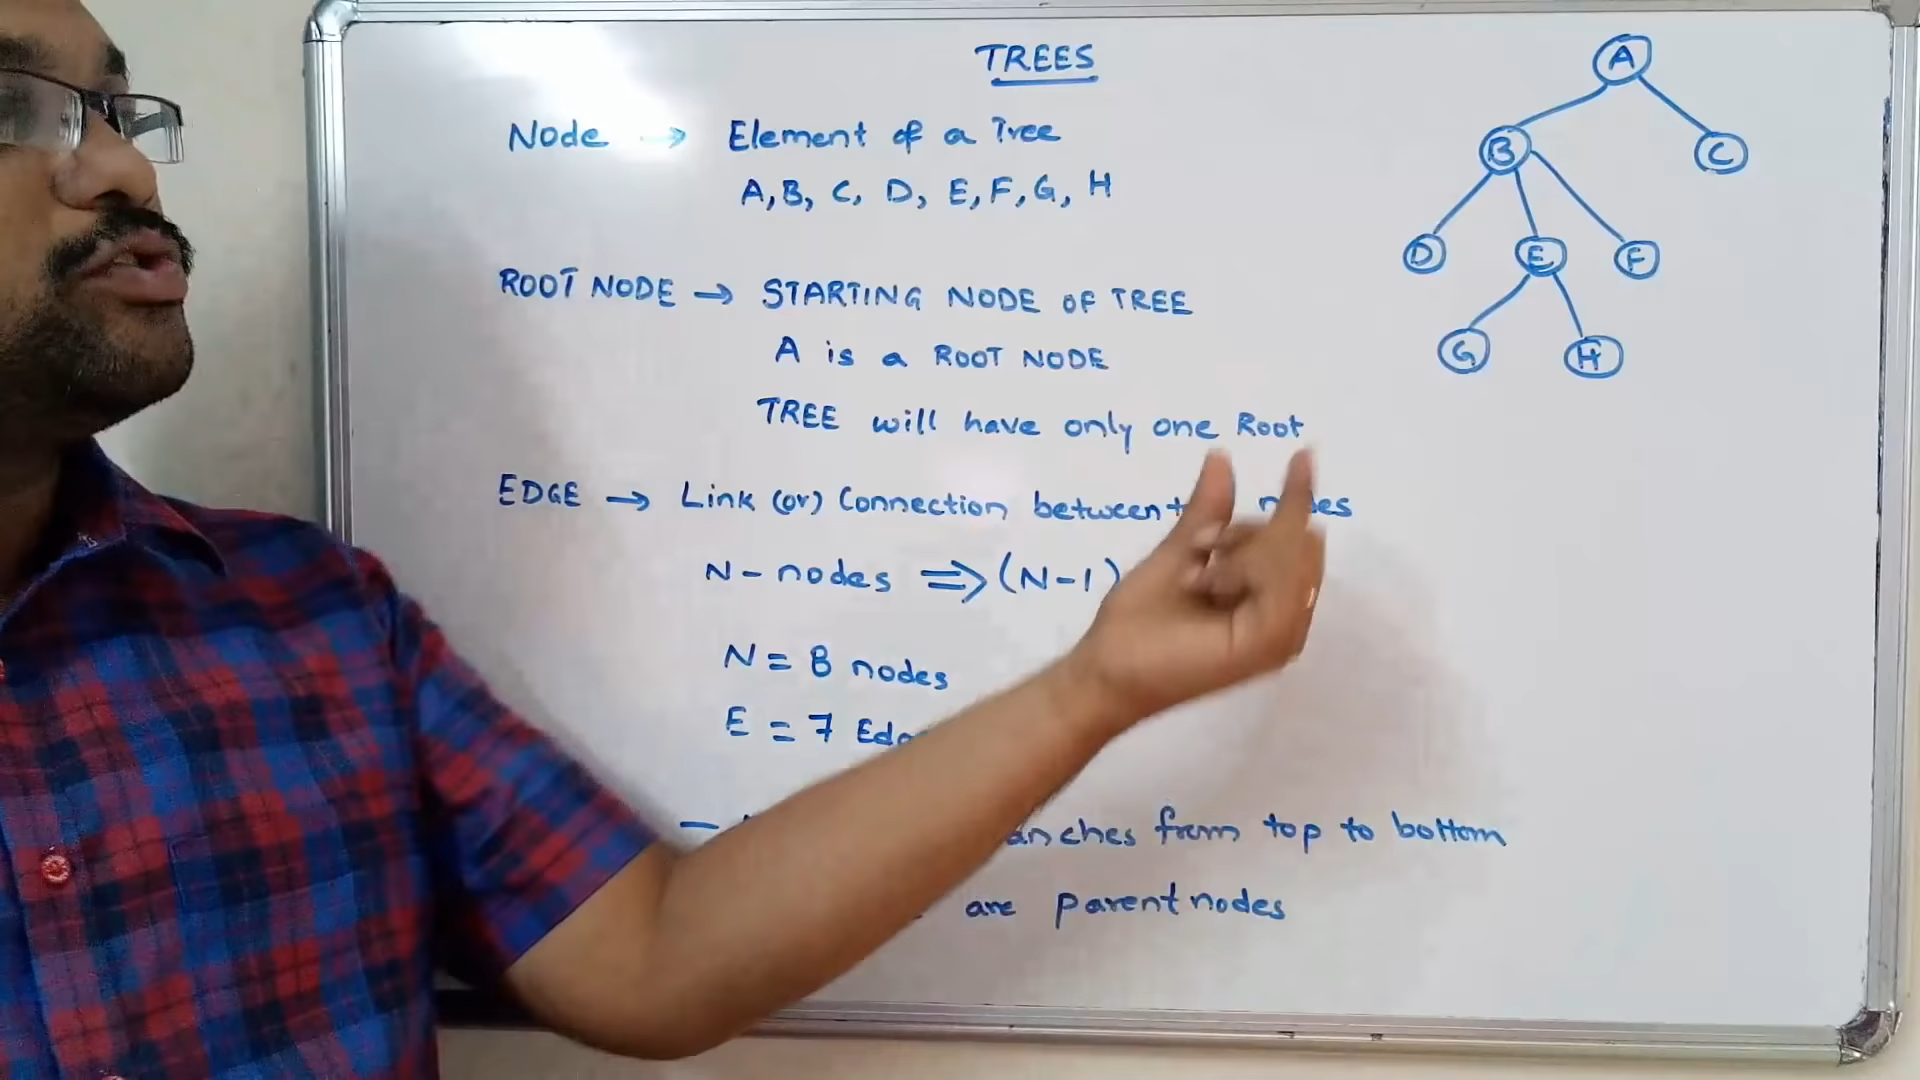 TREES
Node → Element of a Tree
A, B, C, D, E, F, G, H
ROOT NODE → STARTING NODE OF TREE
A is a ROOT NODE
TREE will have only one Root
EDGE → Link (or) Connection between nodes
N - nodes ⇒ (N-1)
N = 8 nodes
E = 7
— from top to bottom
are parent nodes
A
B
C
D
E
F
G
H